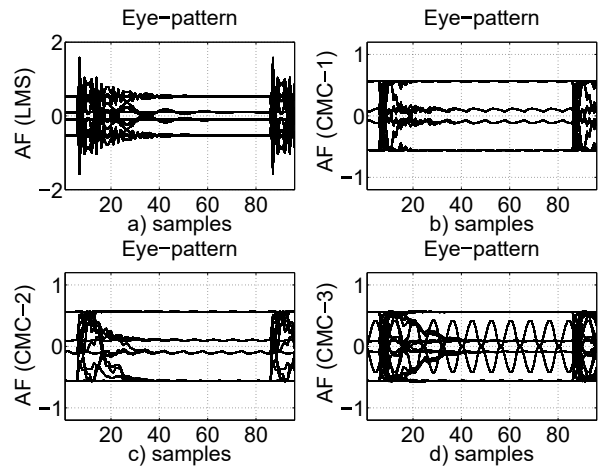 Eye−pattern
Eye−pattern
AF (LMS)
2
0
−2
20 40 60 80
a) samples
AF (CMC−1)
1
0
−1
20 40 60 80
b) samples
Eye−pattern
Eye−pattern
AF (CMC−2)
1
0
−1
20 40 60 80
c) samples
AF (CMC−3)
1
0
−1
20 40 60 80
d) samples